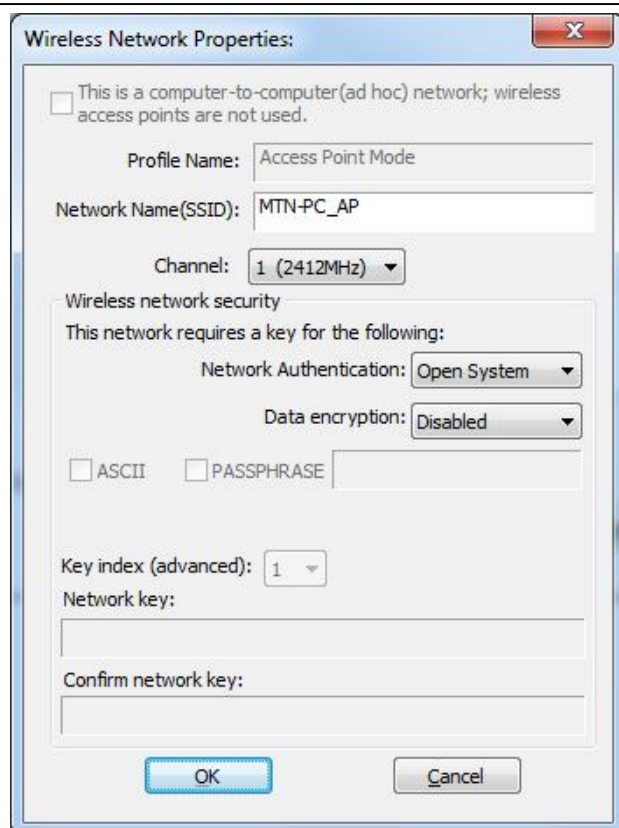 Wireless Network Properties:
This is a computer-to-computer(ad hoc) network; wireless
access points are not used.
Profile Name: Access Point Mode
Network Name(SSID): MTN-PC_AP
Channel: 1 (2412MHz)
Wireless network security
This network requires a key for the following:
Network Authentication: Open System
Data encryption: Disabled
ASCII PASSPHRASE
Key index (advanced): 1
Network key:
Confirm network key:
OK Cancel